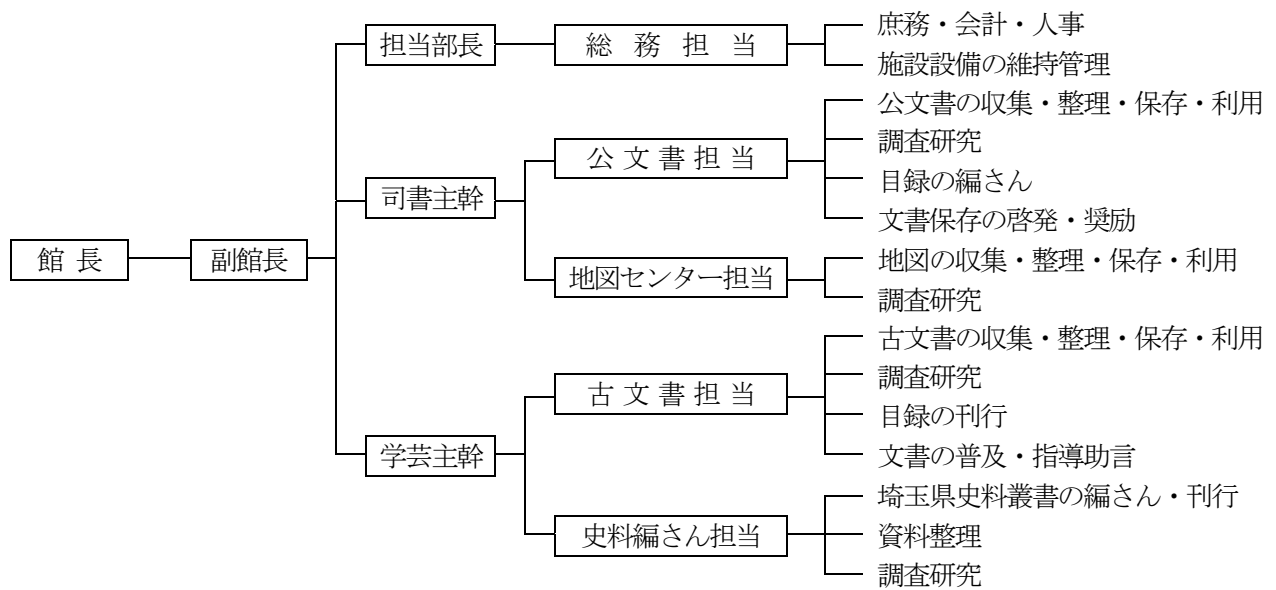 館長
副館長
担当部長
総務担当
庶務・会計・人事
施設設備の維持管理
司書主幹
公文書担当
公文書の収集・整理・保存・利用
調査研究
目録の編さん
文書保存の啓発・奨励
地図センター担当
地図の収集・整理・保存・利用
調査研究
学芸主幹
古文書担当
古文書の収集・整理・保存・利用
調査研究
目録の刊行
文書の普及・指導助言
史料編さん担当
埼玉県史料叢書の編さん・刊行
資料整理
調査研究